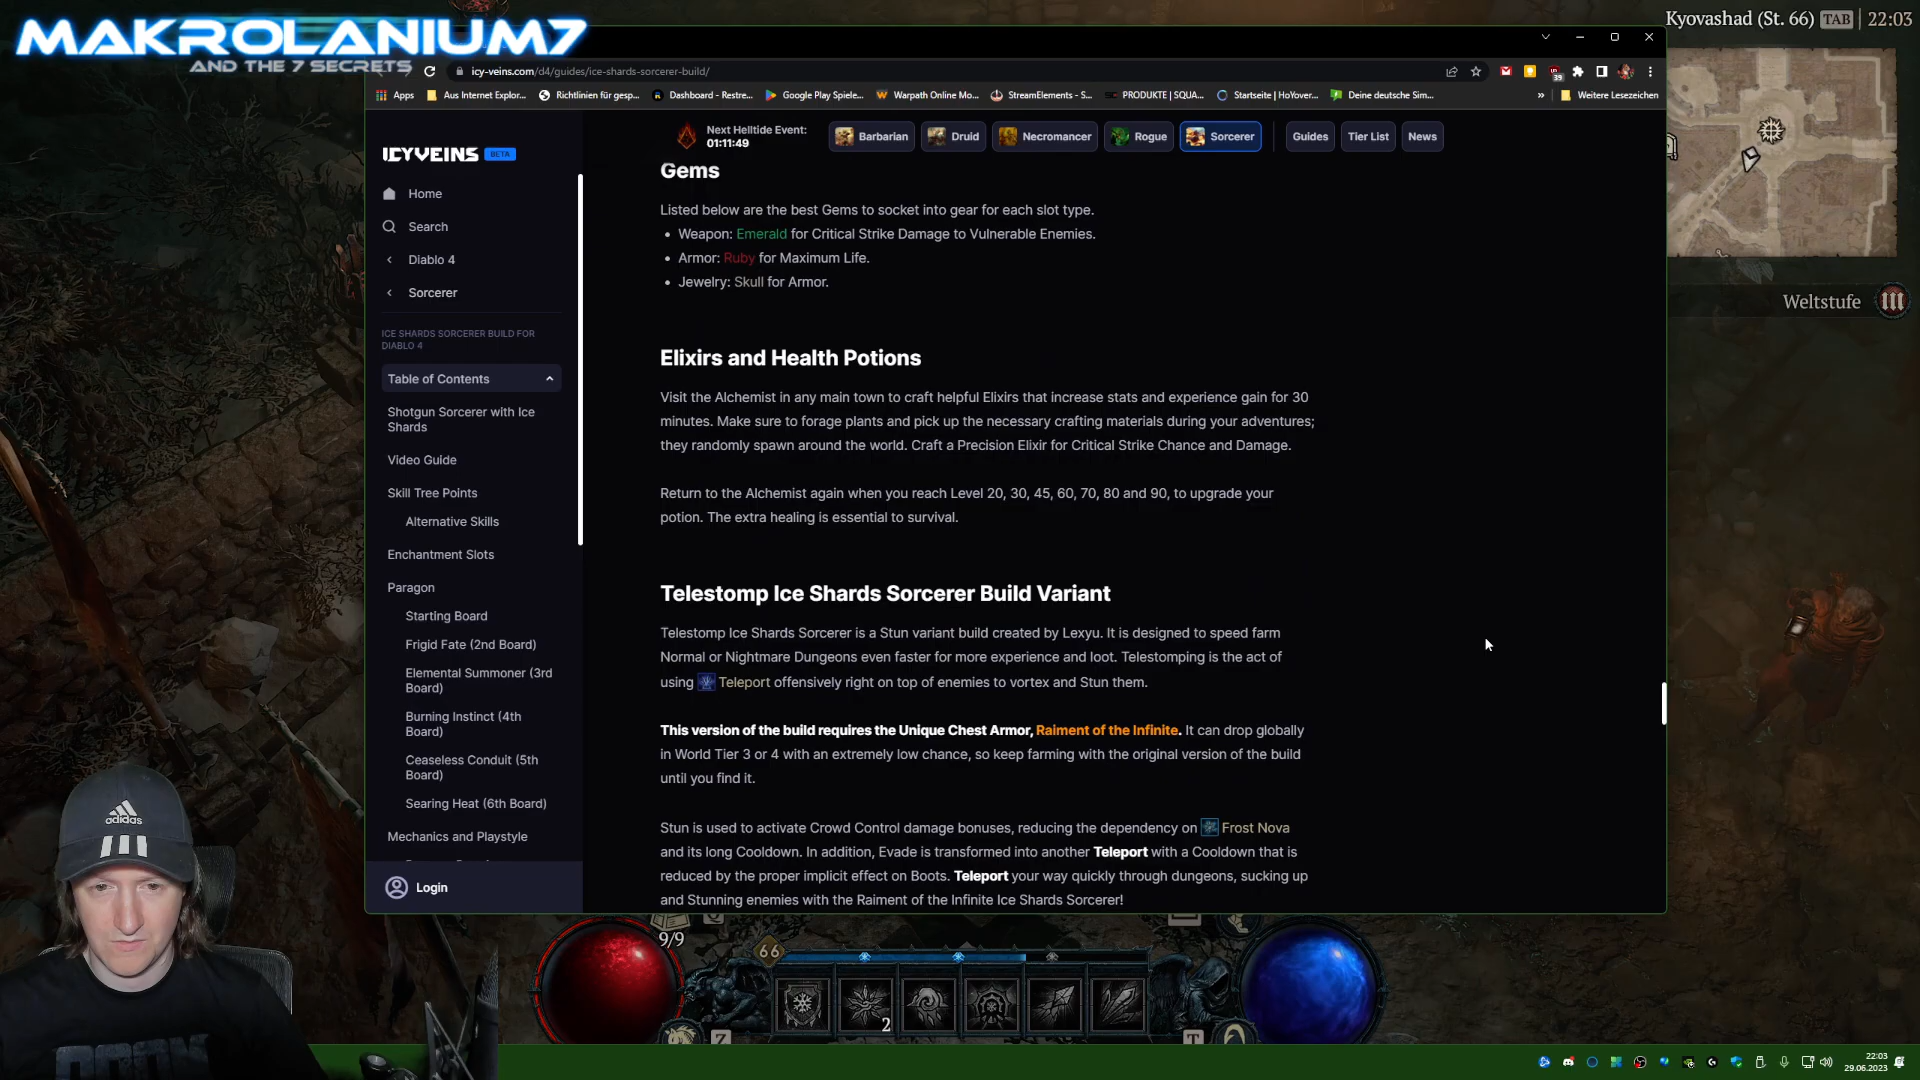 MAKROLANIUM7
AND THE 7 SECRETS
Kyovashad (St. 66) TAB 22:03
icy-veins.com/d4/guides/ice-shards-sorcerer-build/
39
Apps
Aus Internet Explor...
Richtlinien für gesp...
Dashboard - Restre...
Google Play Spiele...
Warpath Online Mo...
StreamElements - S...
PRODUKTE | SQUA...
Startseite | HoYover...
Deine deutsche Sim...
»
Weitere Lesezeichen
ICYVEINS BETA
Next Helltide Event:
01:11:49
Barbarian
Druid
Necromancer
Rogue
Sorcerer
Guides
Tier List
News
Home
Search
Diablo 4
Sorcerer
ICE SHARDS SORCERER BUILD FOR
DIABLO 4
Table of Contents
Shotgun Sorcerer with Ice
Shards
Video Guide
Skill Tree Points
Alternative Skills
Enchantment Slots
Paragon
Starting Board
Frigid Fate (2nd Board)
Elemental Summoner (3rd
Board)
Burning Instinct (4th
Board)
Ceaseless Conduit (5th
Board)
Searing Heat (6th Board)
Mechanics and Playstyle
Login
Gems
Listed below are the best Gems to socket into gear for each slot type.
• Weapon: Emerald for Critical Strike Damage to Vulnerable Enemies.
• Armor: Ruby for Maximum Life.
• Jewelry: Skull for Armor.
Elixirs and Health Potions
Visit the Alchemist in any main town to craft helpful Elixirs that increase stats and experience gain for 30
minutes. Make sure to forage plants and pick up the necessary crafting materials during your adventures;
they randomly spawn around the world. Craft a Precision Elixir for Critical Strike Chance and Damage.
Return to the Alchemist again when you reach Level 20, 30, 45, 60, 70, 80 and 90, to upgrade your
potion. The extra healing is essential to survival.
Telestomp Ice Shards Sorcerer Build Variant
Telestomp Ice Shards Sorcerer is a Stun variant build created by Lexyu. It is designed to speed farm
Normal or Nightmare Dungeons even faster for more experience and loot. Telestomping is the act of
using Teleport offensively right on top of enemies to vortex and Stun them.
This version of the build requires the Unique Chest Armor, Raiment of the Infinite. It can drop globally
in World Tier 3 or 4 with an extremely low chance, so keep farming with the original version of the build
until you find it.
Stun is used to activate Crowd Control damage bonuses, reducing the dependency on Frost Nova
and its long Cooldown. In addition, Evade is transformed into another Teleport with a Cooldown that is
reduced by the proper implicit effect on Boots. Teleport your way quickly through dungeons, sucking up
and Stunning enemies with the Raiment of the Infinite Ice Shards Sorcerer!
Weltstufe III
adidas
9/9
66
2
Z
T
22:03
29.06.2023